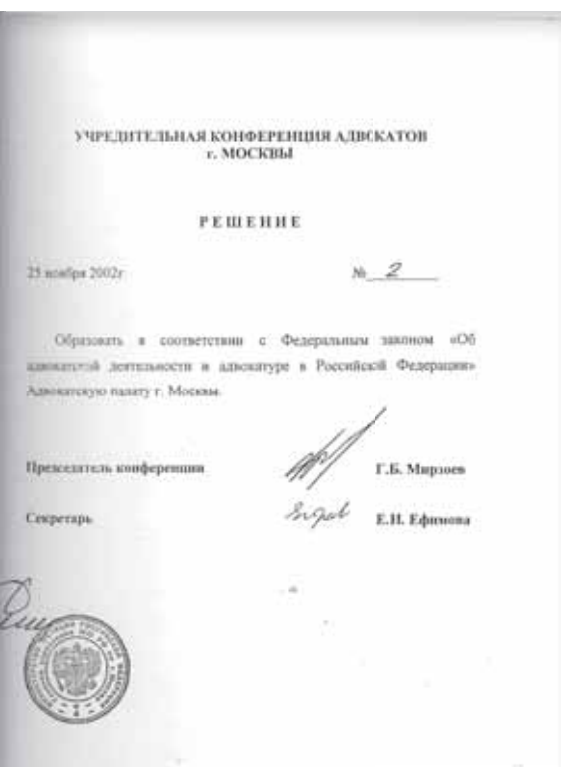 УЧРЕДИТЕЛЬНАЯ КОНФЕРЕНЦИЯ АДВОКАТОВ
г. МОСКВЫ
РЕШЕНИЕ
25 ноября 2002г № 2
Образовать в соответствии с Федеральным законом «Об
адвокатской деятельности и адвокатуре в Российской Федерации»
Адвокатскую палату г. Москвы.
Председатель конференции Г.Б. Мирзоев
Секретарь Е.Н. Ефимова